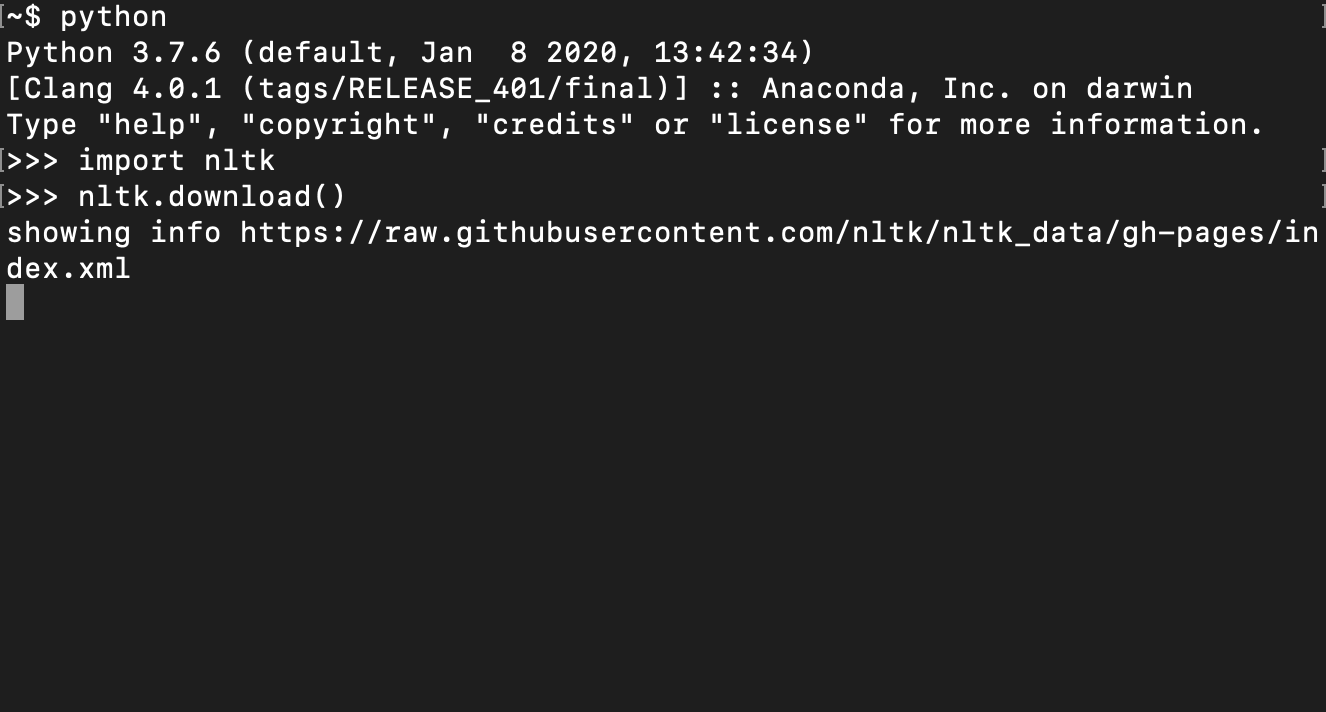 [~$ python ]
Python 3.7.6 (default, Jan  8 2020, 13:42:34)
[Clang 4.0.1 (tags/RELEASE_401/final)] :: Anaconda, Inc. on darwin
Type "help", "copyright", "credits" or "license" for more information.
[>>> import nltk ]
[>>> nltk.download() ]
showing info https://raw.githubusercontent.com/nltk/nltk_data/gh-pages/in
dex.xml